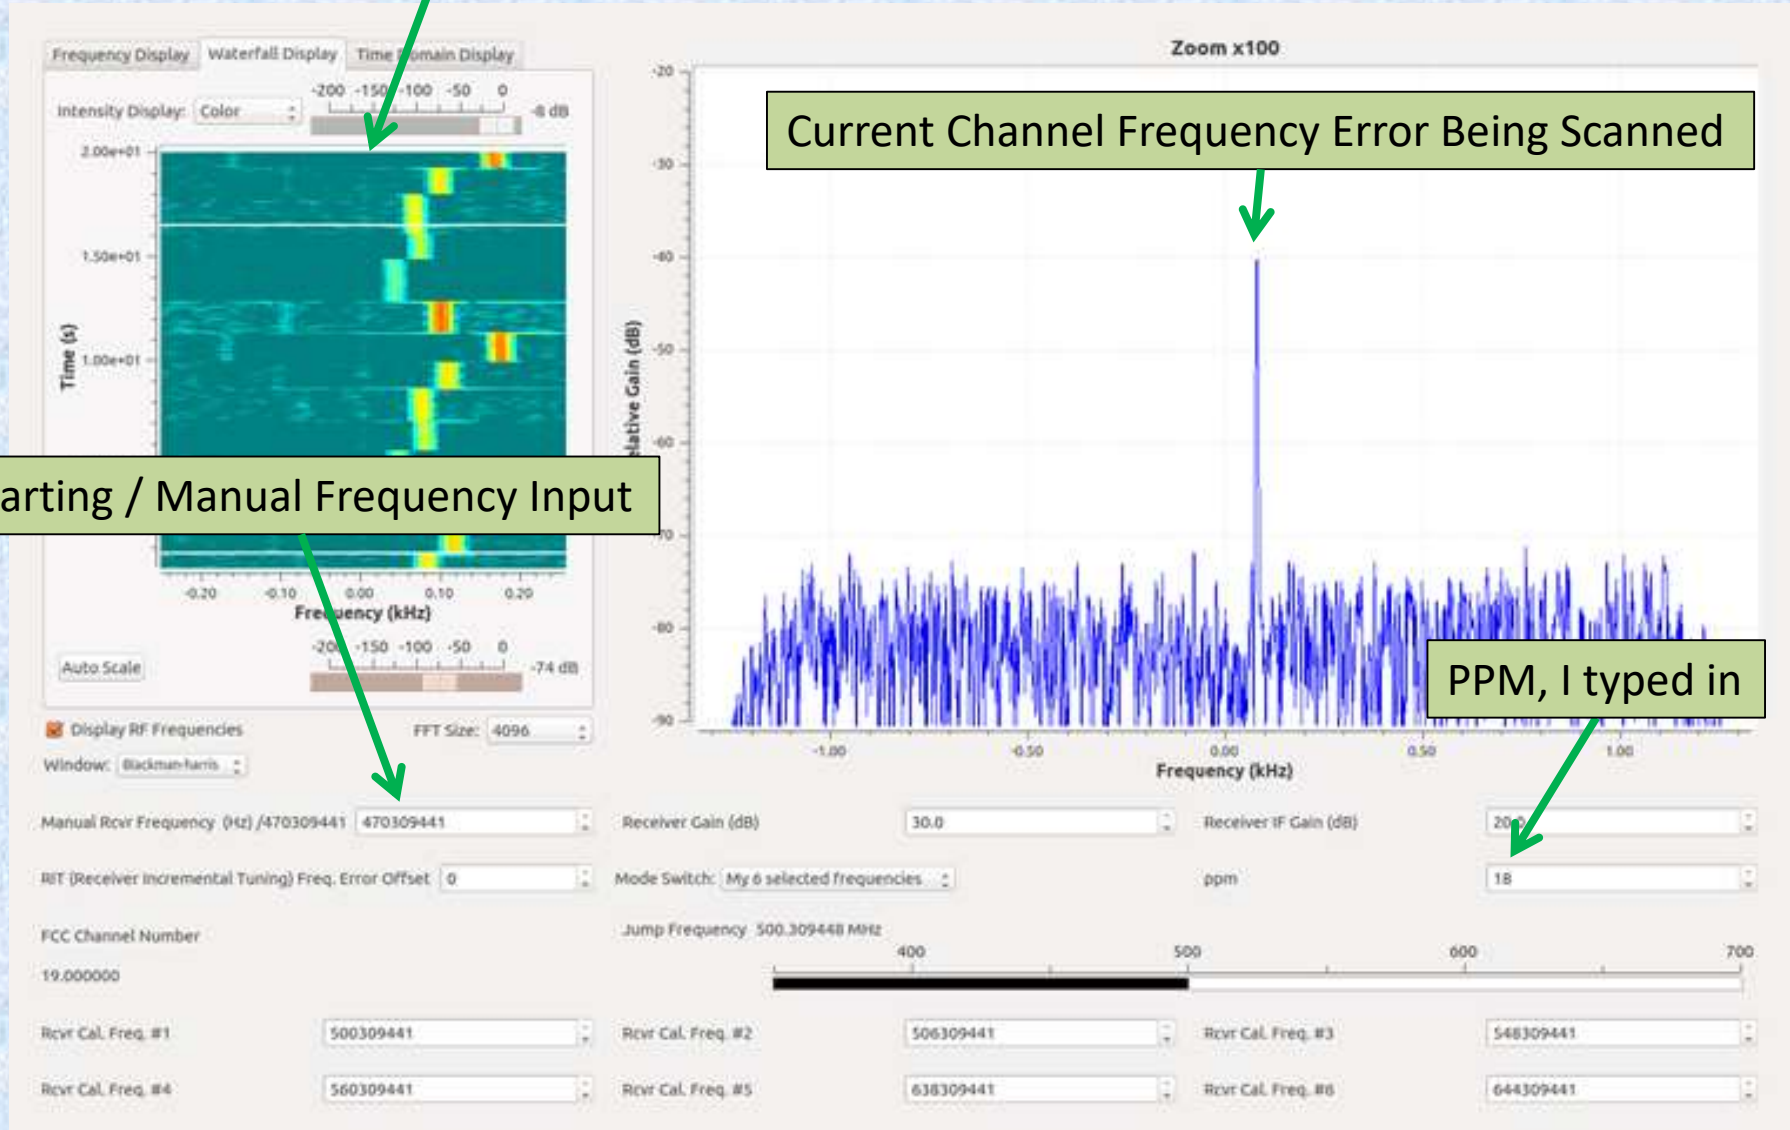 Frequency Display Waterfall Display Time Domain Display
Intensity Display: Color
-200 -150 -100 -50 0
-8 dB
2.00e+01
1.50e+01
1.00e+01
Time (s)
-0.20 -0.10 0.00 0.10 0.20
Frequency (kHz)
Auto Scale
-200 -150 -100 -50 0
-74 dB
Zoom x100
-20
-30
-40
-50
-60
-80
-90
Gain (dB)
-1.00 -0.50 0.00 0.50 1.00
Frequency (kHz)
Current Channel Frequency Error Being Scanned
arting / Manual Frequency Input
PPM, I typed in
Display RF Frequencies
FFT Size: 4096
Window: Blackman-harris
Manual Rcvr Frequency (Hz) /470309441 470309441
Receiver Gain (dB) 30.0
Receiver IF Gain (dB)
RIT (Receiver Incremental Tuning) Freq. Error Offset 0
Mode Switch: My 6 selected frequencies
ppm 18
FCC Channel Number
19.000000
Jump Frequency 500.309448 MHz
400 500 600 700
Rcvr Cal. Freq. #1 500309441
Rcvr Cal. Freq. #2 506309441
Rcvr Cal. Freq. #3 548309441
Rcvr Cal. Freq. #4 560309441
Rcvr Cal. Freq. #5 638309441
Rcvr Cal. Freq. #6 644309441